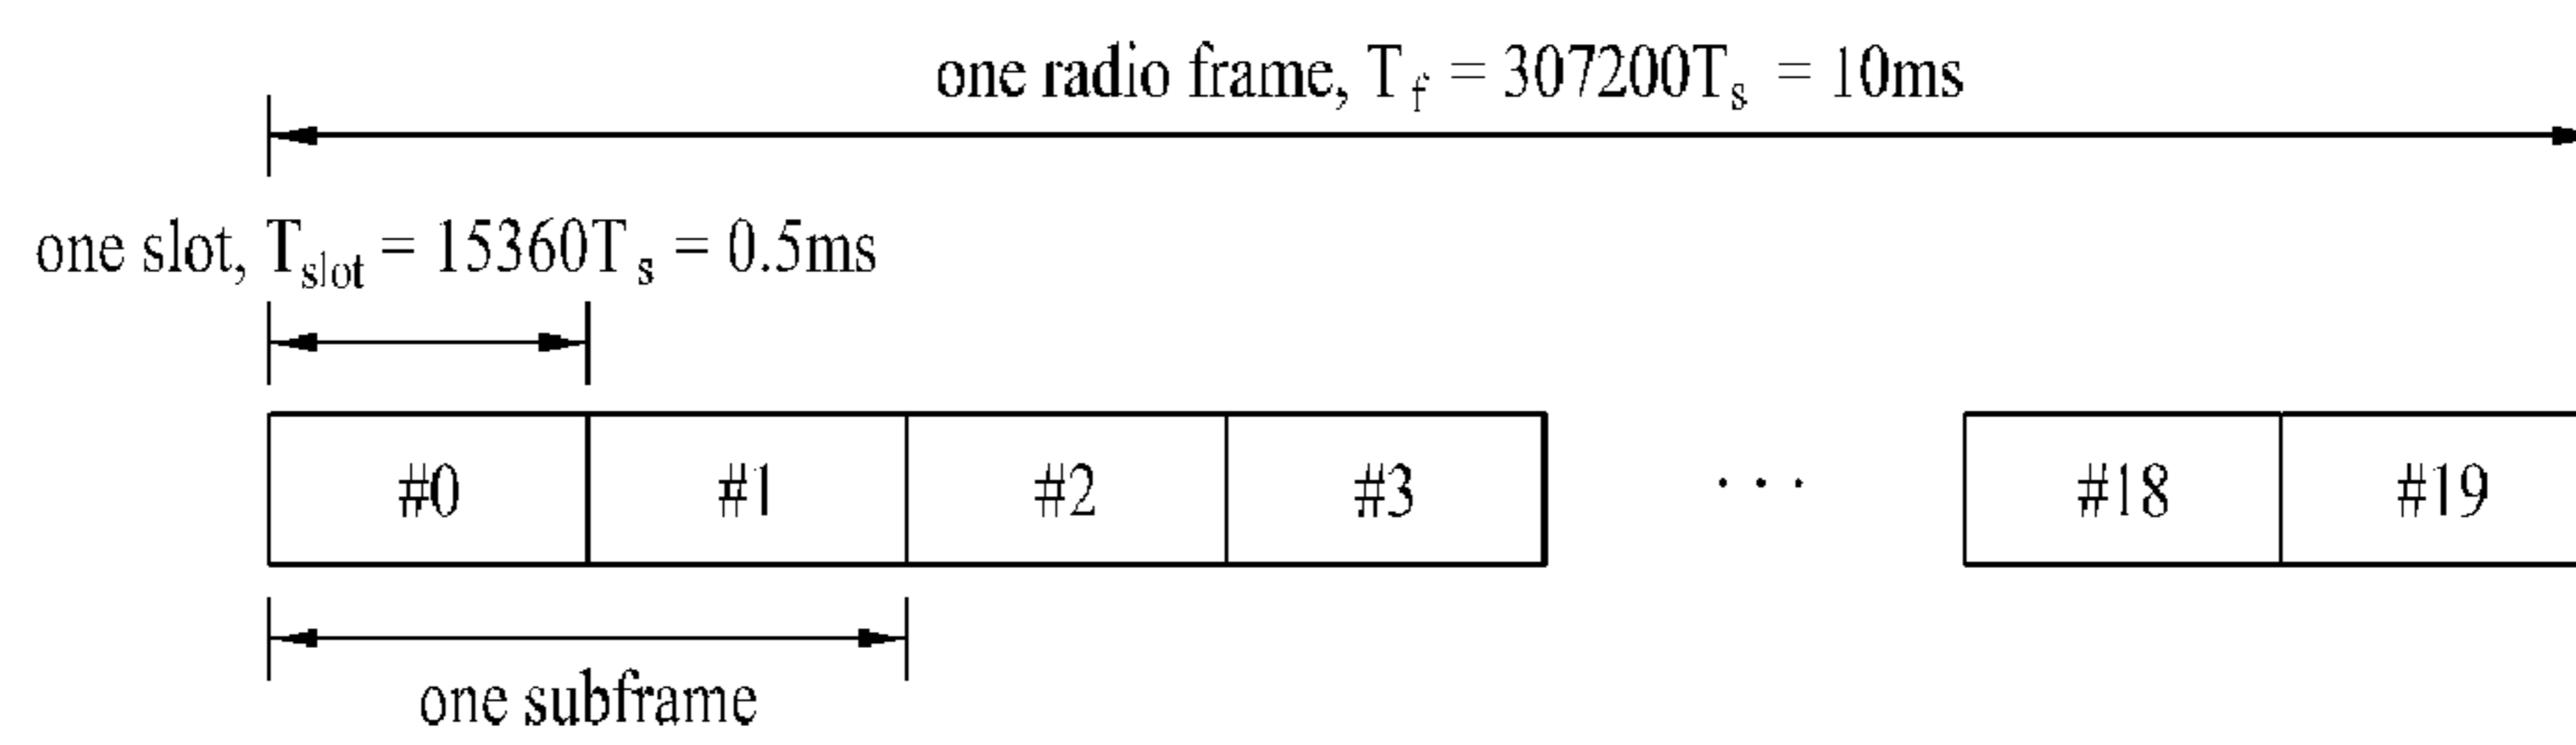 one radio frame, T_f = 307200T_s = 10ms
one slot, T_slot = 15360T_s = 0.5ms
#0 #1 #2 #3 · · · #18 #19
one subframe